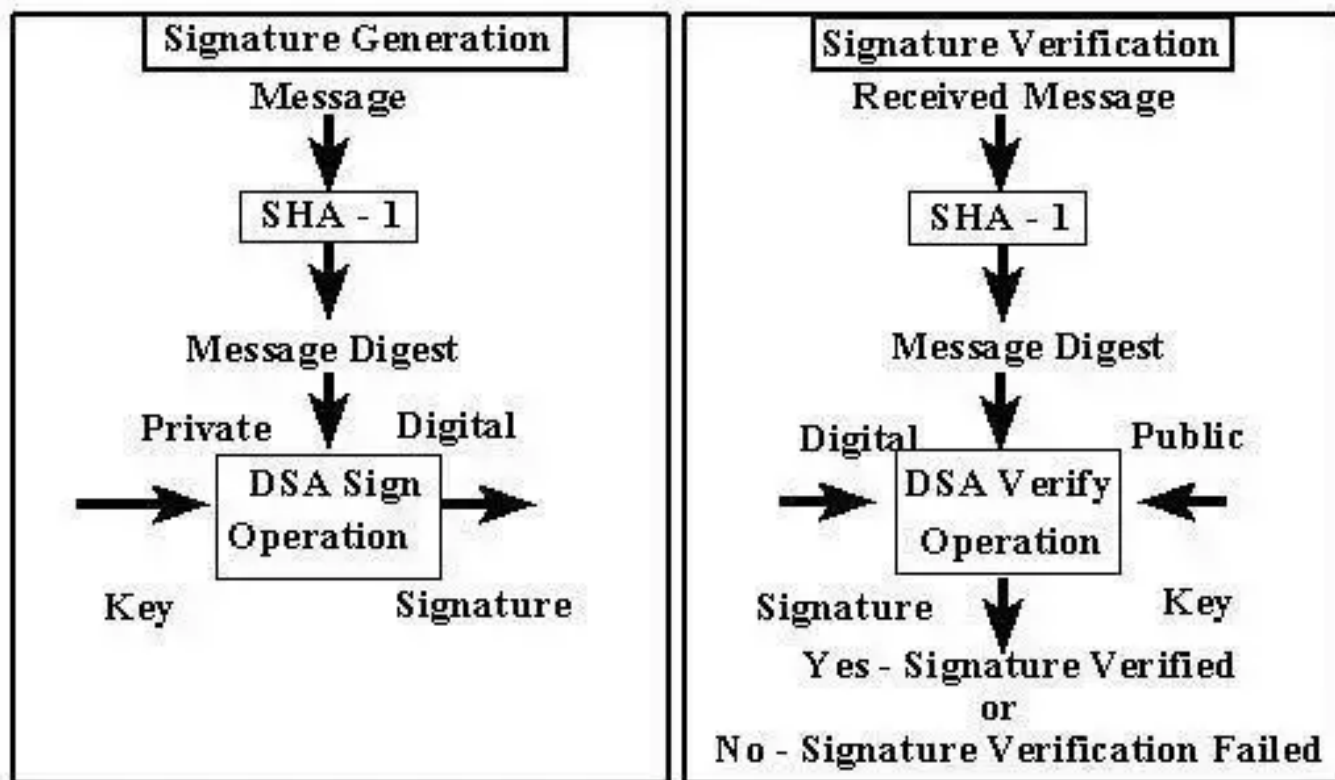 Signature Generation
Message
SHA - 1
Message Digest
Private
Digital
DSA Sign
Operation
Key
Signature
Signature Verification
Received Message
SHA - 1
Message Digest
Digital
Public
DSA Verify
Operation
Signature
Key
Yes - Signature Verified
or
No - Signature Verification Failed